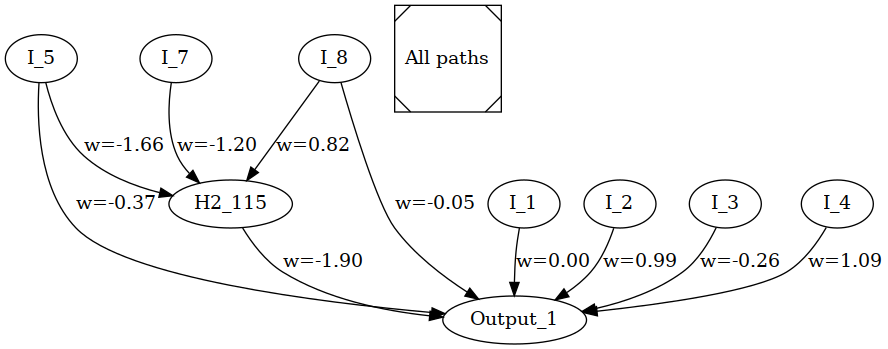 I_5
I_7
I_8
All paths
w=-1.66
w=-1.20
w=0.82
w=-0.37
H2_115
w=-0.05
I_1
I_2
I_3
I_4
w=-1.90
w=0.00
w=0.99
w=-0.26
w=1.09
Output_1